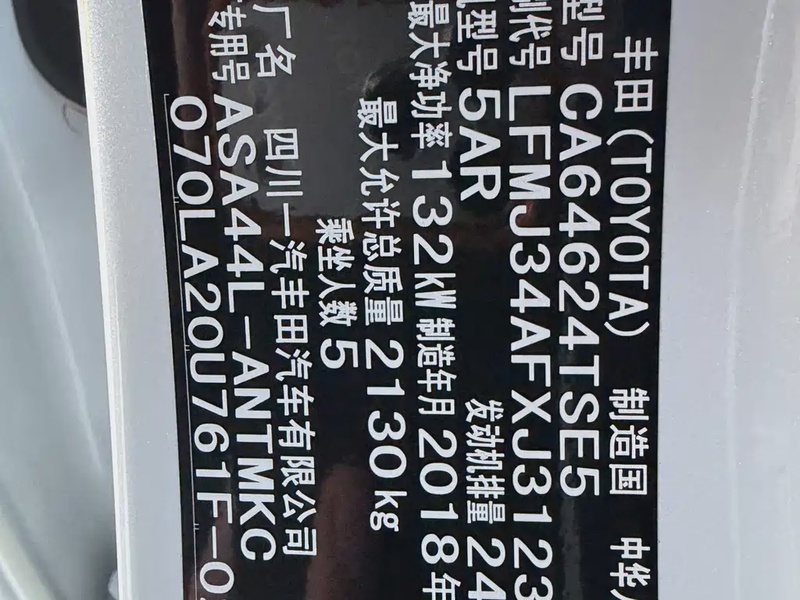 丰田(TOYOTA) 制造国 中华
型号 CA64624TSE5
代号 LFMJ34AFXJ3123
型号 5AR 发动机排量 24
最大净功率 132kW 制造年月 2018年
最大允许总质量 2130kg
乘坐人数 5
厂名 四川一汽丰田汽车有限公司
专用号 ASA44L-ANTMKC
070LA20U761F-0